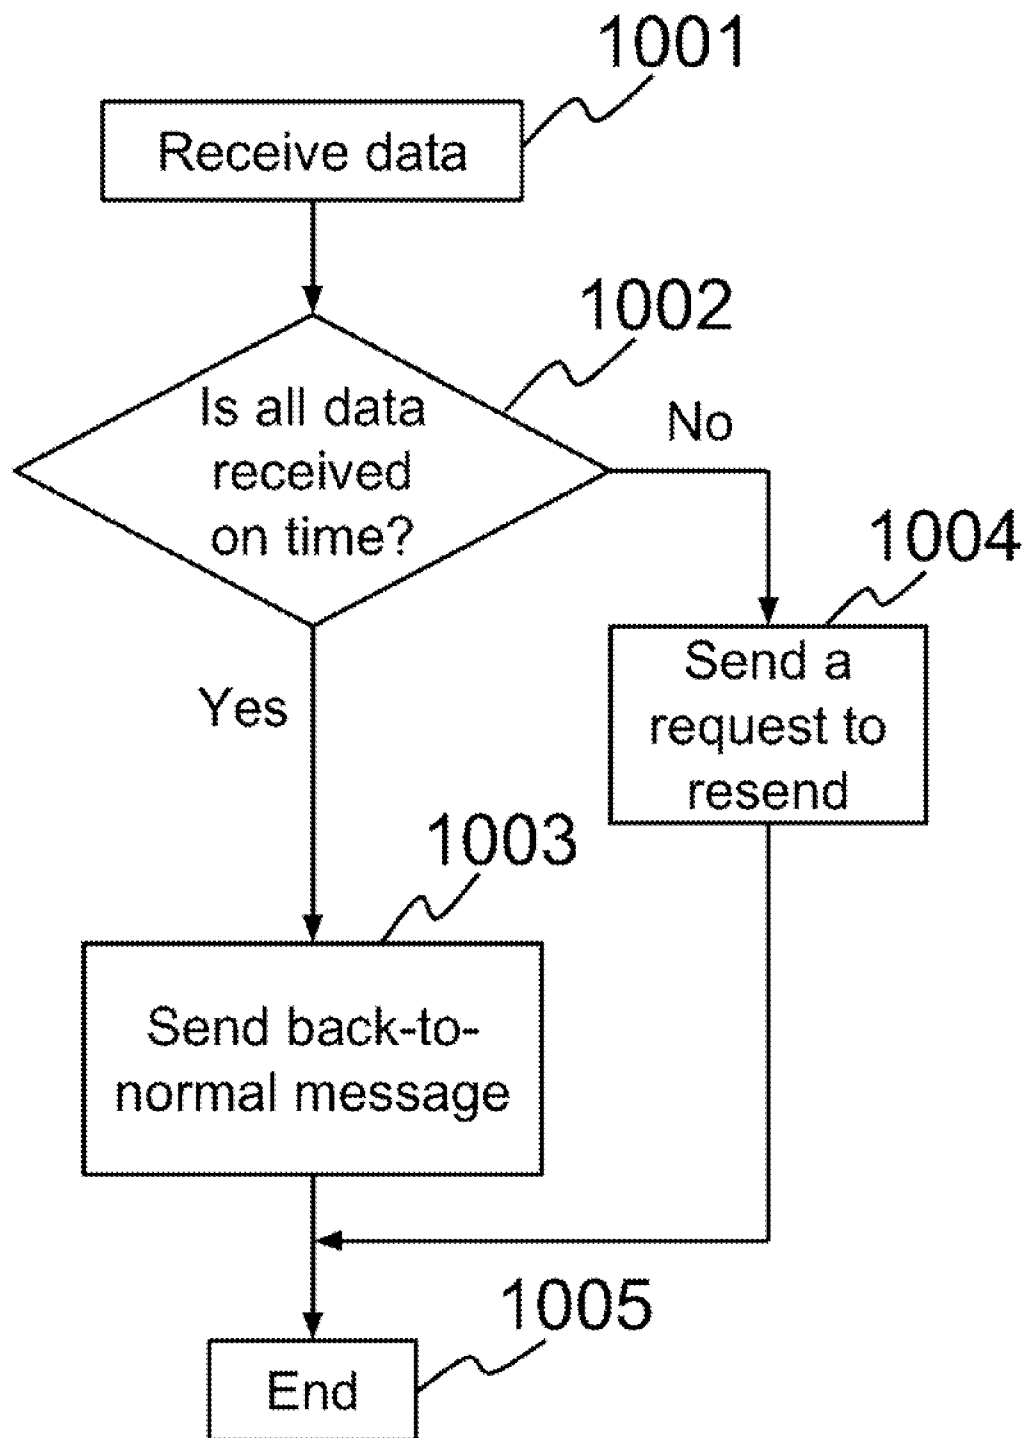 1001
Receive data
1002
Is all data
received
on time?
No
1004
Send a
request to
resend
Yes
1003
Send back-to-
normal message
1005
End